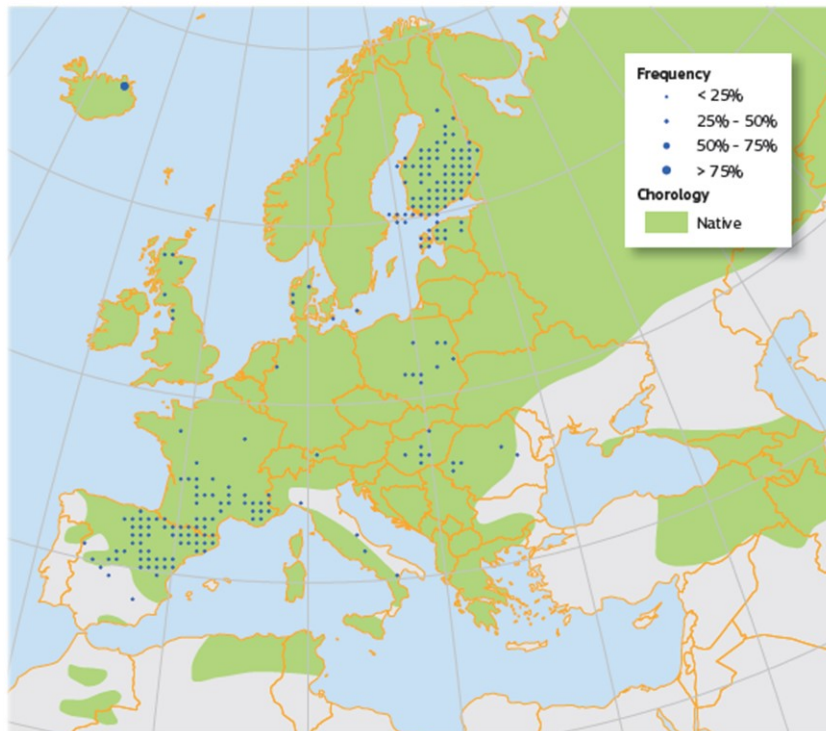 Frequency
< 25%
25% - 50%
50% - 75%
> 75%
Chorology
Native